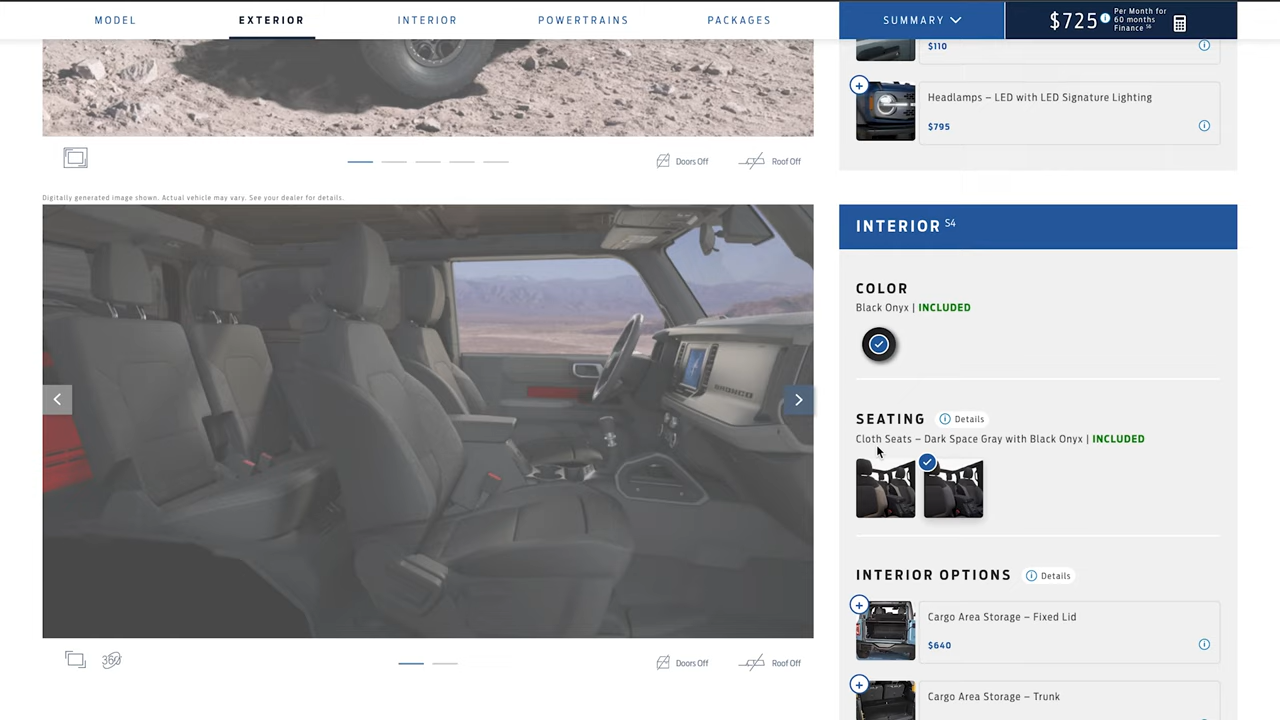 MODEL
EXTERIOR
INTERIOR
POWERTRAINS
PACKAGES
SUMMARY
$725
Per Month for
60 months
Finance S6
$110
Headlamps – LED with LED Signature Lighting
$795
Doors Off
Roof Off
Digitally generated image shown. Actual vehicle may vary. See your dealer for details.
INTERIOR S4
COLOR
Black Onyx | INCLUDED
SEATING
Details
Cloth Seats – Dark Space Gray with Black Onyx | INCLUDED
BRONCO
INTERIOR OPTIONS
Details
Cargo Area Storage – Fixed Lid
$640
360
Doors Off
Roof Off
Cargo Area Storage – Trunk